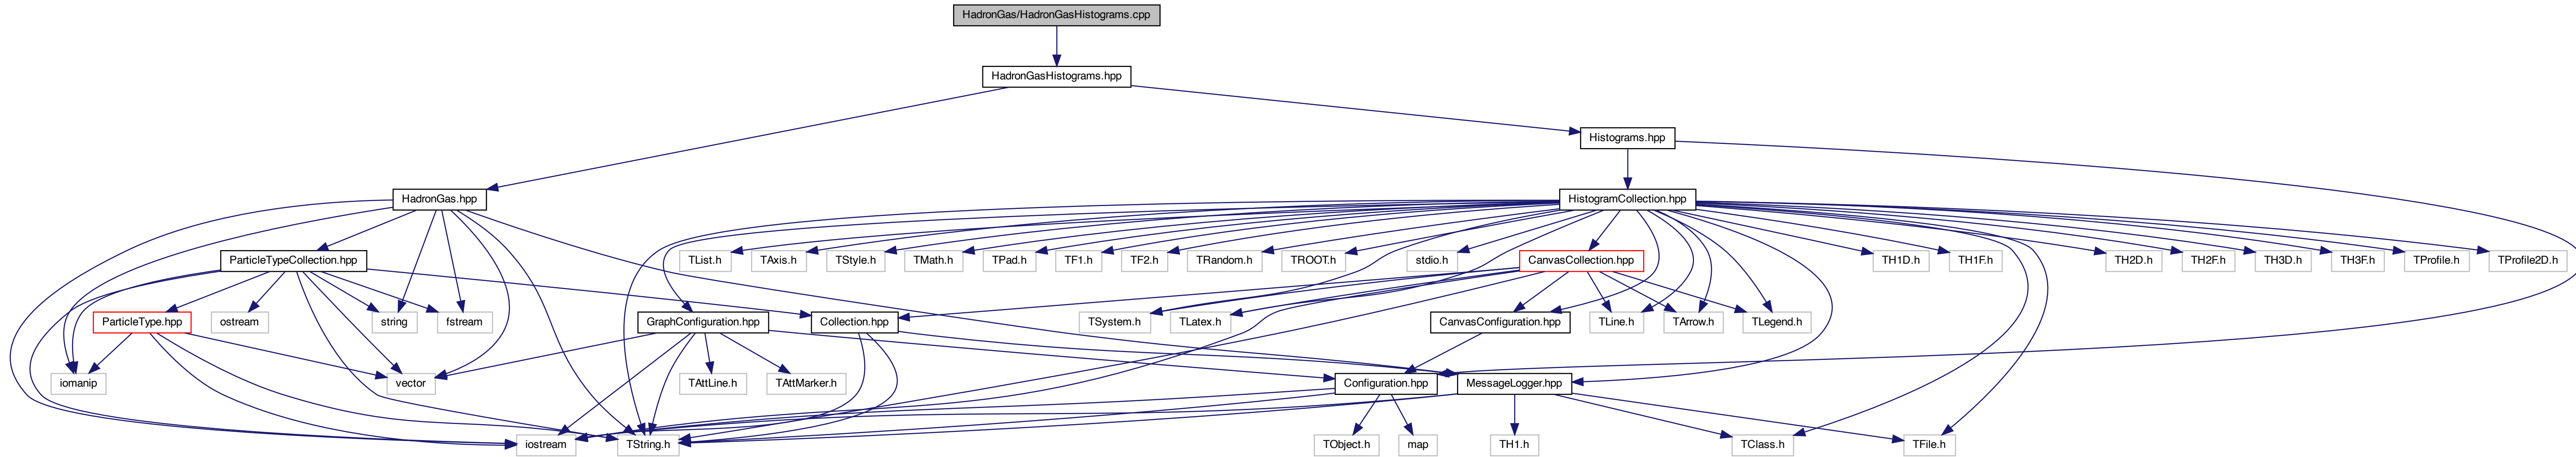 HadronGas/HadronGasHistograms.cpp
HadronGasHistograms.hpp
Histograms.hpp
HadronGas.hpp
HistogramCollection.hpp
ParticleTypeCollection.hpp
TList.h
TAxis.h
TStyle.h
TMath.h
TPad.h
TF1.h
TF2.h
TRandom.h
TROOT.h
stdio.h
CanvasCollection.hpp
TH1D.h
TH1F.h
TH2D.h
TH2F.h
TH3D.h
TH3F.h
TProfile.h
TProfile2D.h
ParticleType.hpp
ostream
string
fstream
GraphConfiguration.hpp
Collection.hpp
TSystem.h
TLatex.h
CanvasConfiguration.hpp
TLine.h
TArrow.h
TLegend.h
iomanip
vector
TAttLine.h
TAttMarker.h
Configuration.hpp
MessageLogger.hpp
iostream
TString.h
TObject.h
map
TH1.h
TClass.h
TFile.h